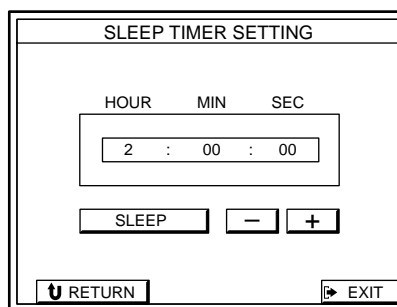 SLEEP TIMER SETTING
HOUR MIN SEC
2 : 00 : 00
SLEEP − +
RETURN EXIT